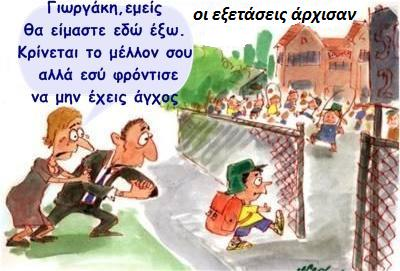 Γιωργάκη, εμείς
θα είμαστε εδώ έξω.
Κρίνεται το μέλλον σου
αλλά εσύ φρόντισε
να μην έχεις άγχος
οι εξετάσεις άρχισαν